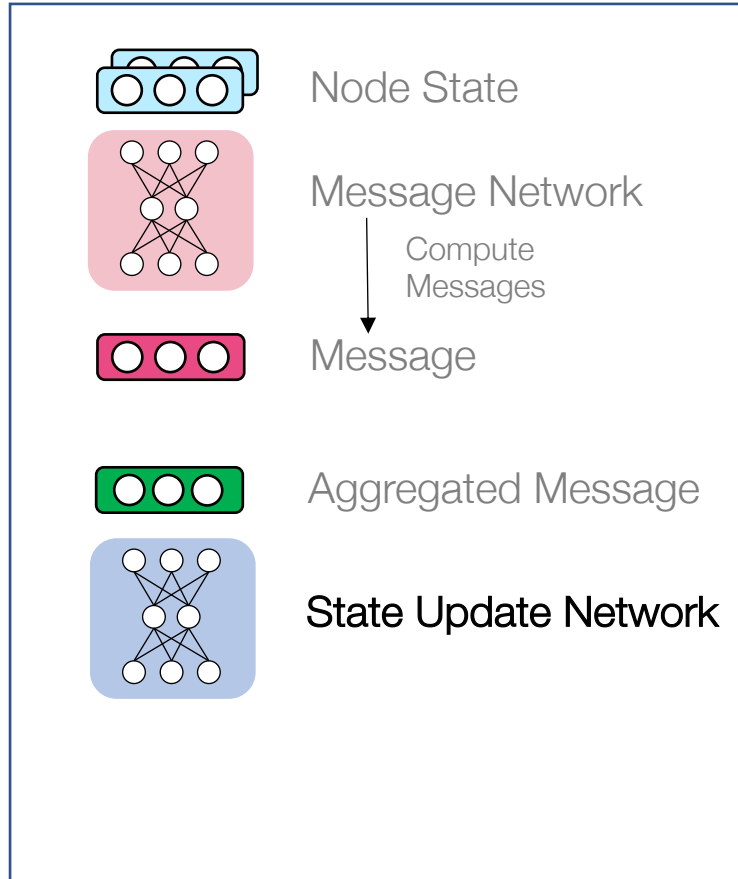 Node State
Message Network
Compute
Messages
Message
Aggregated Message
State Update Network